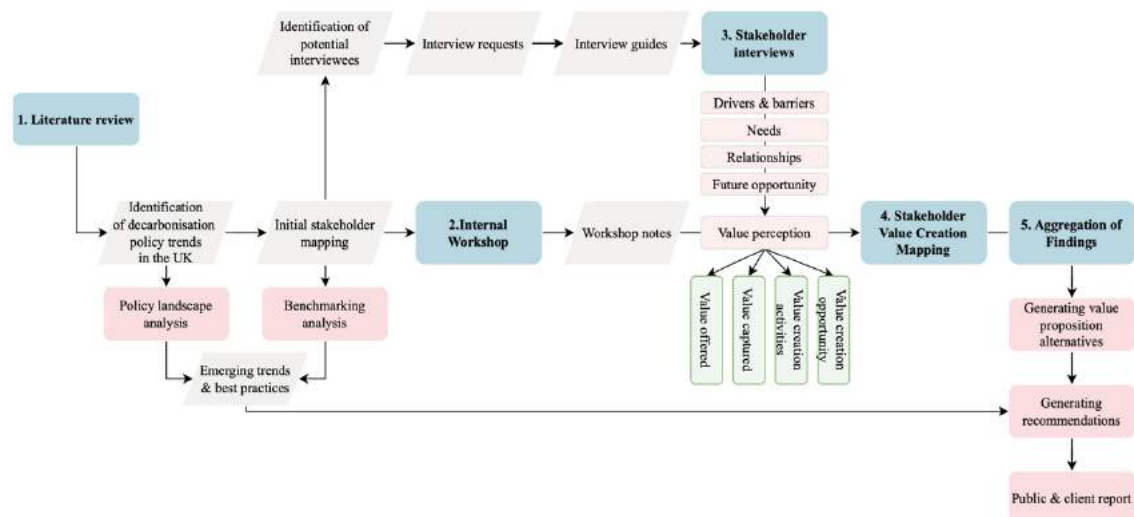 Identification of
potential
interviewees
Interview requests
Interview guides
3. Stakeholder
interviews
1. Literature review
Drivers & barriers
Needs
Relationships
Future opportunity
Identification
of decarbonisation
policy trends
in the UK
Initial stakeholder
mapping
2.Internal
Workshop
Workshop notes
Value perception
4. Stakeholder
Value Creation
Mapping
5. Aggregation of
Findings
Policy landscape
analysis
Benchmarking
analysis
Value offered
Value captured
Value creation
activities
Value creation
opportunity
Generating value
proposition
alternatives
Emerging trends
& best practices
Generating
recommendations
Public & client report